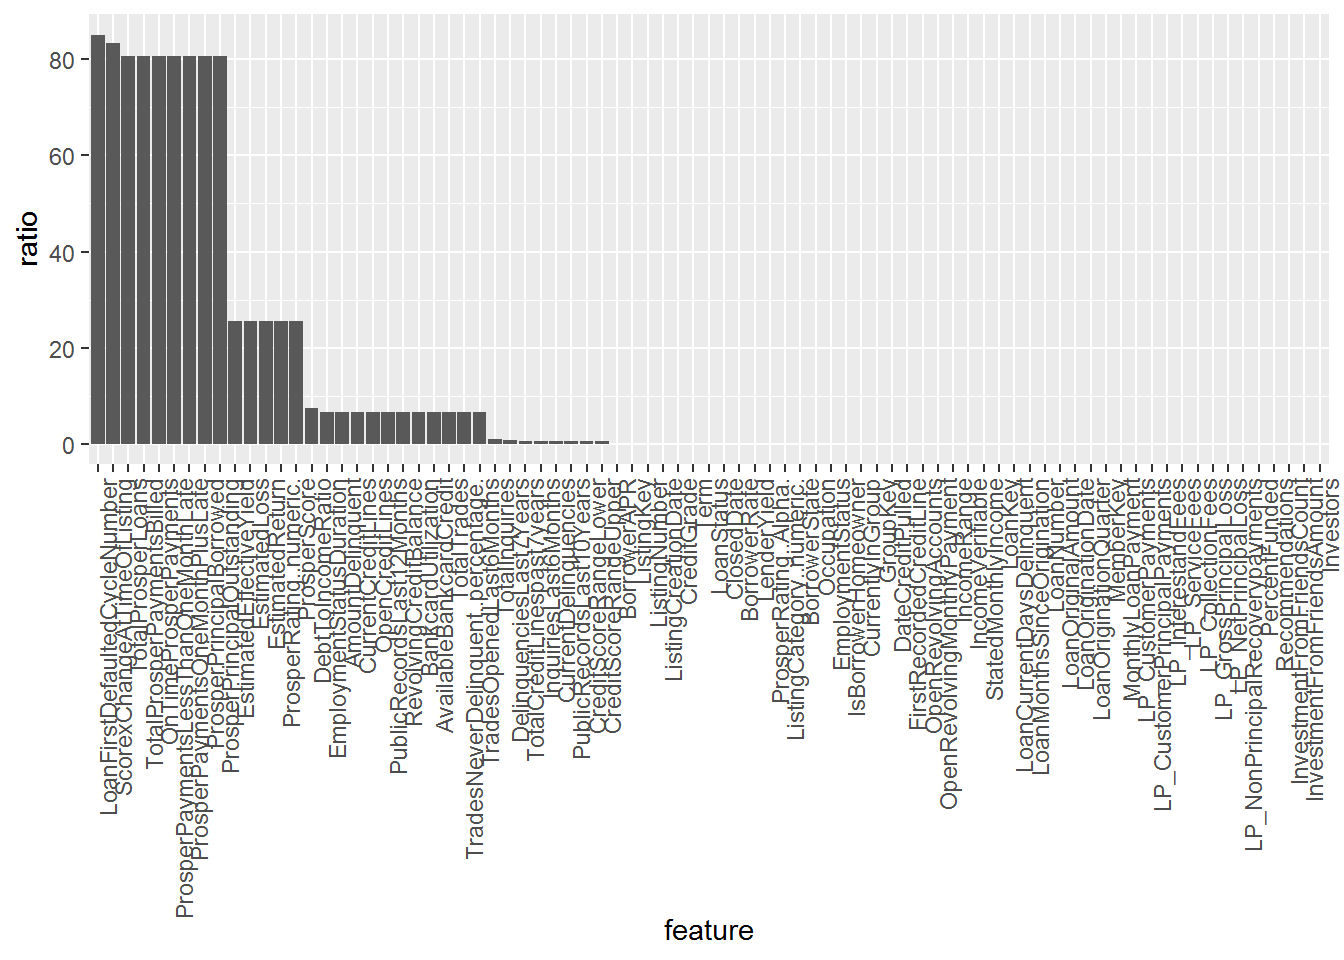 ratio
80
60
40
20
0
LoanFirstDefaultedCycleNumber
ScorexChangeAtTimeOfListing
TotalProsperLoans
TotalProsperPaymentsBilled
OnTimeProsperPayments
ProsperPaymentsLessThanOneMonthLate
ProsperPaymentsOneMonthPlusLate
ProsperPrincipalBorrowed
ProsperPrincipalOutstanding
EstimatedEffectiveYield
EstimatedLoss
EstimatedReturn
ProsperRating..numeric.
ProsperScore
DebtToIncomeRatio
EmploymentStatusDuration
AmountDelinquent
CurrentCreditLines
OpenCreditLines
PublicRecordsLast12Months
RevolvingCreditBalance
BankcardUtilization
AvailableBankcardCredit
TotalTrades
TradesNeverDelinquent..percentage.
TradesOpenedLast6Months
TotalInquiries
DelinquenciesLast7Years
TotalCreditLinespast7years
InquiriesLast6Months
CurrentDelinquencies
PublicRecordsLast10Years
CreditScoreRangeLower
CreditScoreRangeUpper
BorrowerAPR
ListingKey
ListingNumber
ListingCreationDate
CreditGrade
Term
LoanStatus
ClosedDate
BorrowerRate
LenderYield
ProsperRating..Alpha.
ListingCategory..numeric.
BorrowerState
Occupation
EmploymentStatus
IsBorrowerHomeowner
CurrentlyInGroup
GroupKey
DateCreditPulled
FirstRecordedCreditLine
OpenRevolvingAccounts
OpenRevolvingMonthlyPayment
IncomeRange
IncomeVerifiable
StatedMonthlyIncome
LoanKey
LoanCurrentDaysDelinquent
LoanMonthsSinceOrigination
LoanNumber
LoanOriginalAmount
LoanOriginationDate
LoanOriginationQuarter
MemberKey
MonthlyLoanPayment
LP_CustomerPayments
LP_CustomerPrincipalPayments
LP_InterestandFees
LP_ServiceFees
LP_CollectionFees
LP_GrossPrincipalLoss
LP_NetPrincipalLoss
LP_NonPrincipalRecoverypayments
PercentFunded
Recommendations
InvestmentFromFriendsCount
InvestmentFromFriendsAmount
Investors
feature